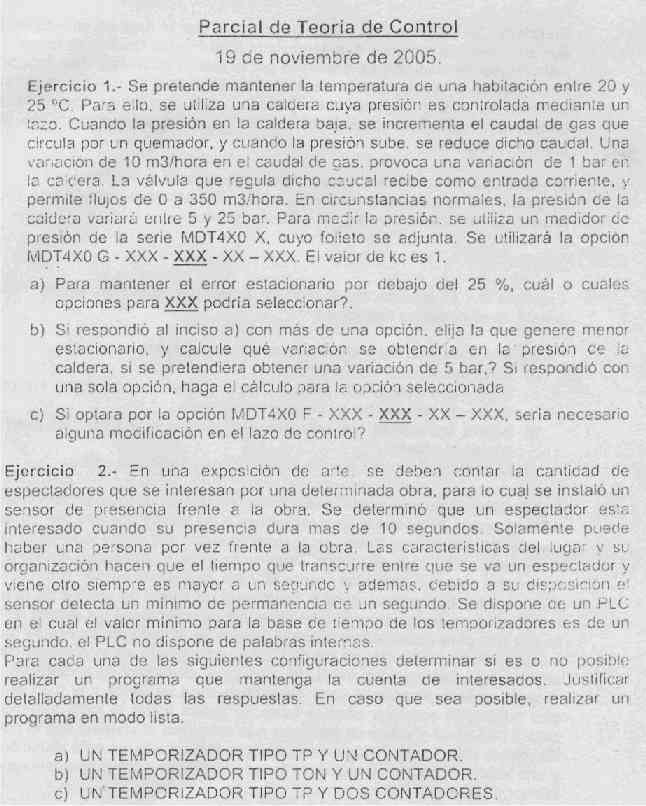 Parcial de Teoría de Control
19 de noviembre de 2005.
Ejercicio 1.- Se pretende mantener la temperatura de una habitación entre 20 y
25 ºC. Para ello, se utiliza una caldera cuya presión es controlada mediante un
lazo. Cuando la presión en la caldera baja, se incrementa el caudal de gas que
circula por un quemador, y cuando la presión sube, se reduce dicho caudal. Una
variación de 10 m3/hora en el caudal de gas, provoca una variación de 1 bar en
la caldera. La válvula que regula dicho caudal recibe como entrada corriente, y
permite flujos de 0 a 350 m3/hora. En circunstancias normales, la presión de la
caldera variará entre 5 y 25 bar. Para medir la presión, se utiliza un medidor de
presión de la serie MDT4X0 X, cuyo folleto se adjunta. Se utilizará la opción
MDT4X0 G - XXX - XXX - XX – XXX. El valor de kc es 1.
a) Para mantener el error estacionario por debajo del 25 %, cuál o cuales
opciones para XXX podría seleccionar?.
b) Si respondió al inciso a) con más de una opción, elija la que genere menor
estacionario, y calcule qué variación se obtendría en la presión de la
caldera, si se pretendiera obtener una variación de 5 bar,? Si respondió con
una sola opción, haga el cálculo para la opción seleccionada
c) Si optara por la opción MDT4X0 F - XXX - XXX - XX – XXX, sería necesario
alguna modificación en el lazo de control?
Ejercicio 2.- En una exposición de arte, se deben contar la cantidad de
espectadores que se interesan por una determinada obra, para lo cual se instaló un
sensor de presencia frente a la obra. Se determinó que un espectador esta
interesado cuando su presencia dura mas de 10 segundos. Solamente puede
haber una persona por vez frente a la obra. Las características del lugar y su
organización hacen que el tiempo que transcurre entre que se va un espectador y
viene otro siempre es mayor a un segundo y ademas, debido a su disposición el
sensor detecta un mínimo de permanencia de un segundo. Se dispone de un PLC
en el cual el valor mínimo para la base de tiempo de los temporizadores es de un
segundo, el PLC no dispone de palabras internas.
Para cada una de las siguientes configuraciones determinar si es o no posible
realizar un programa que mantenga la cuenta de interesados. Justificar
detalladamente todas las respuestas. En caso que sea posible, realizar un
programa en modo lista.
a) UN TEMPORIZADOR TIPO TP Y UN CONTADOR.
b) UN TEMPORIZADOR TIPO TON Y UN CONTADOR.
c) UN TEMPORIZADOR TIPO TP Y DOS CONTADORES.